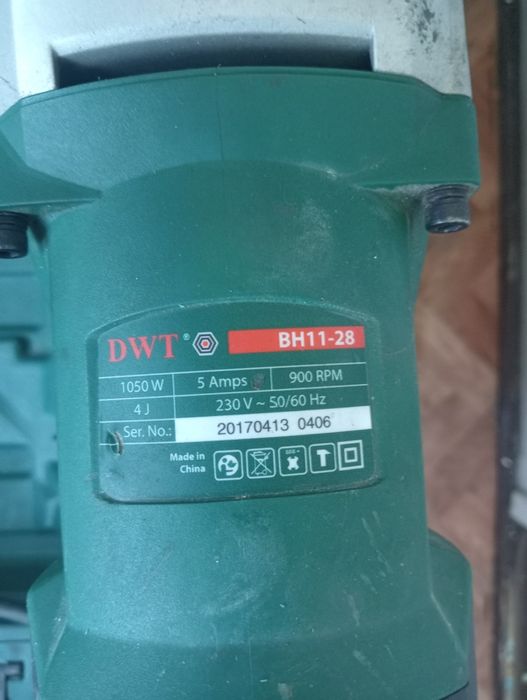 DWT ® BH11-28
1050 W 5 Amps 900 RPM
4 J 230 V ~ 50/60 Hz
Ser. No.: 20170413 0406
Made in
China